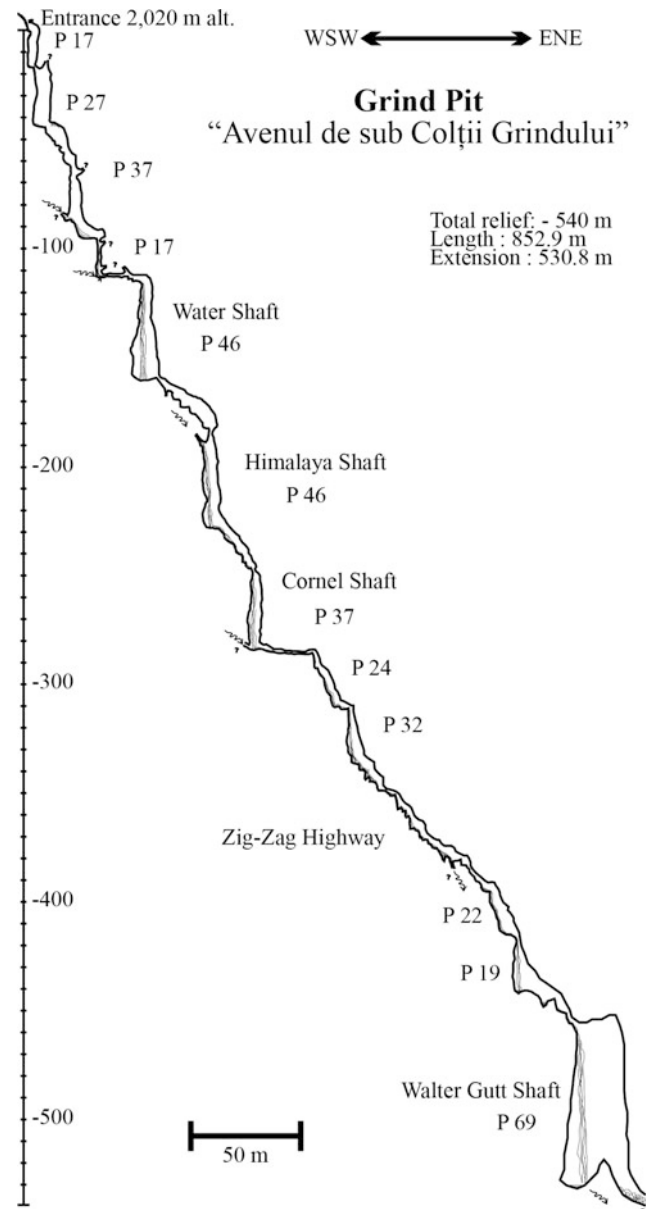 Entrance 2,020 m alt.
WSW ENE
P 17
Grind Pit
“Avenul de sub Colții Grindului”
P 27
P 37
Total relief: - 540 m
Length : 852.9 m
Extension : 530.8 m
-100
P 17
Water Shaft
P 46
-200
Himalaya Shaft
P 46
Cornel Shaft
P 37
-300
P 24
P 32
Zig-Zag Highway
-400
P 22
P 19
Walter Gutt Shaft
P 69
-500
50 m